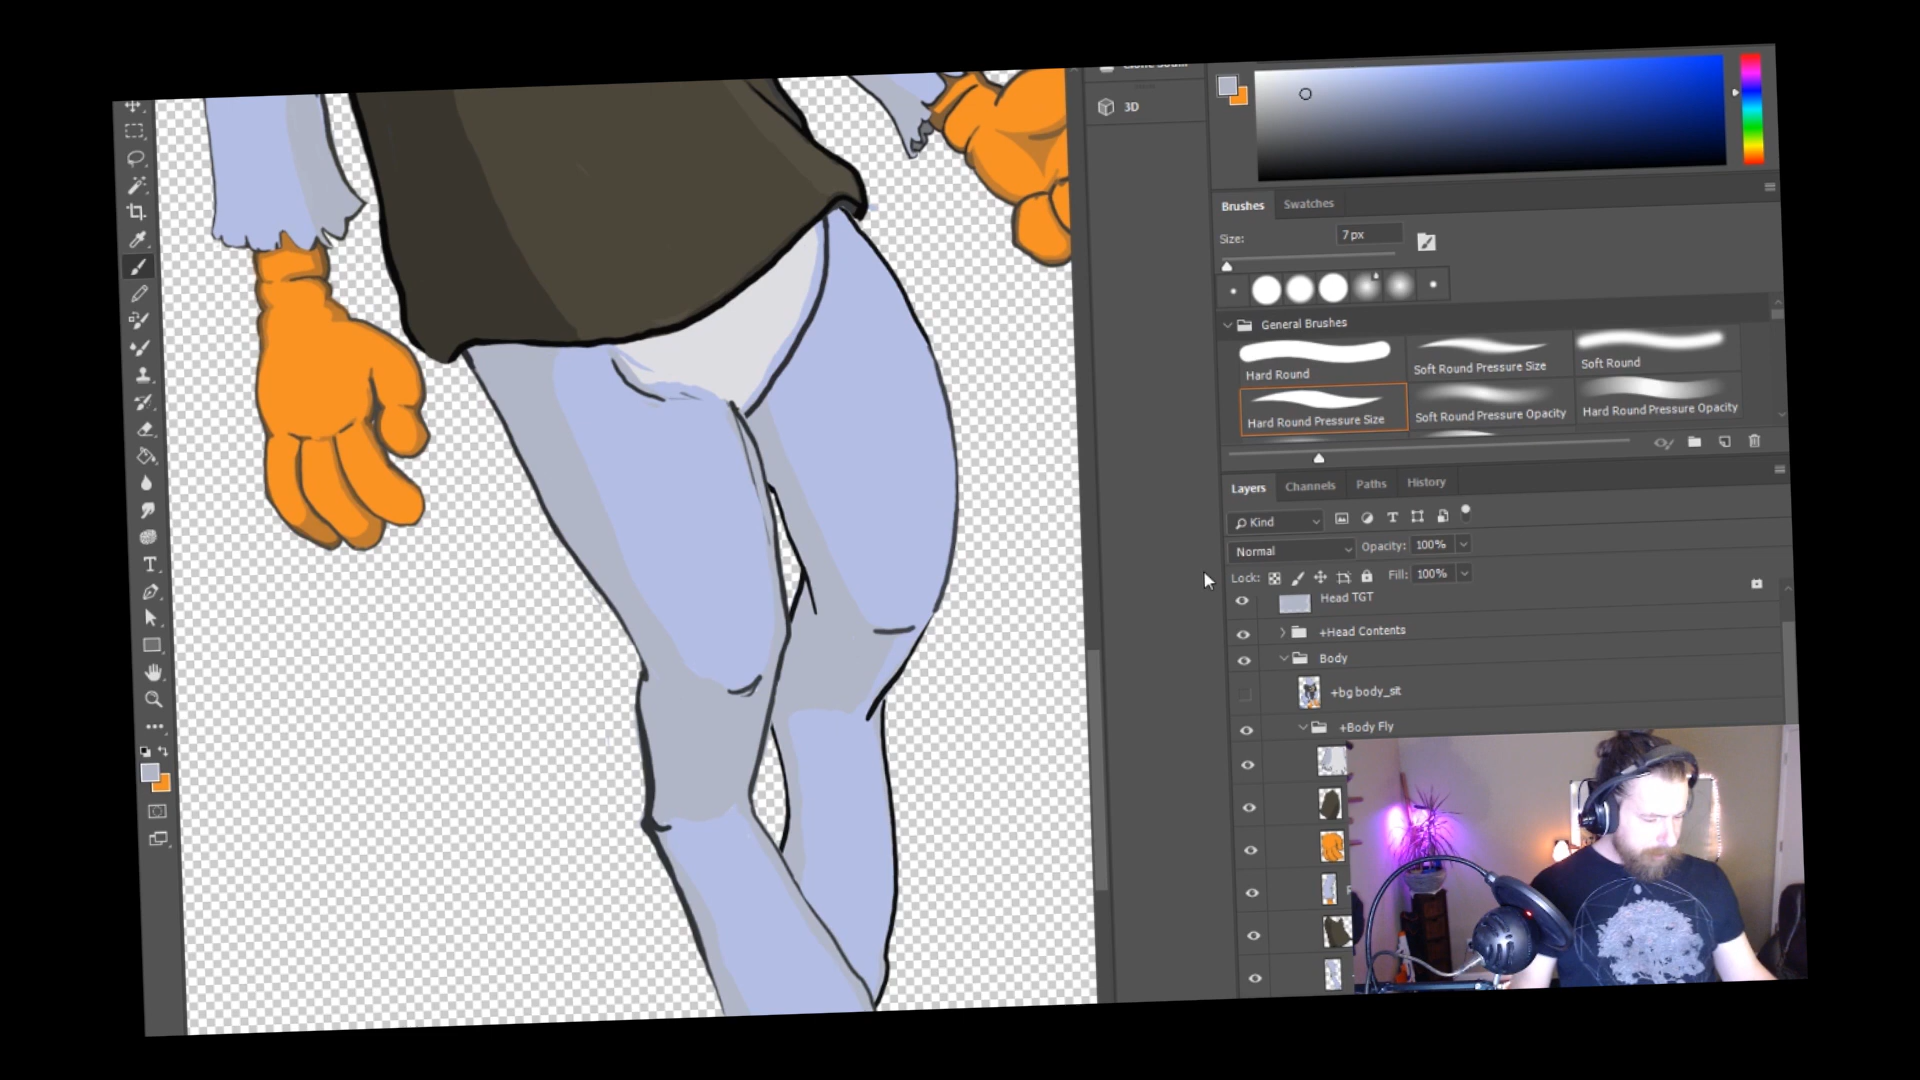 3D
Brushes
Swatches
Size:
7 px
General Brushes
Hard Round
Soft Round Pressure Size
Soft Round
Hard Round Pressure Size
Soft Round Pressure Opacity
Hard Round Pressure Opacity
Layers
Channels
Paths
History
Kind
Normal
Opacity:
100%
Lock:
Fill:
100%
Head TGT
+Head Contents
Body
+bg body_sit
+Body Fly